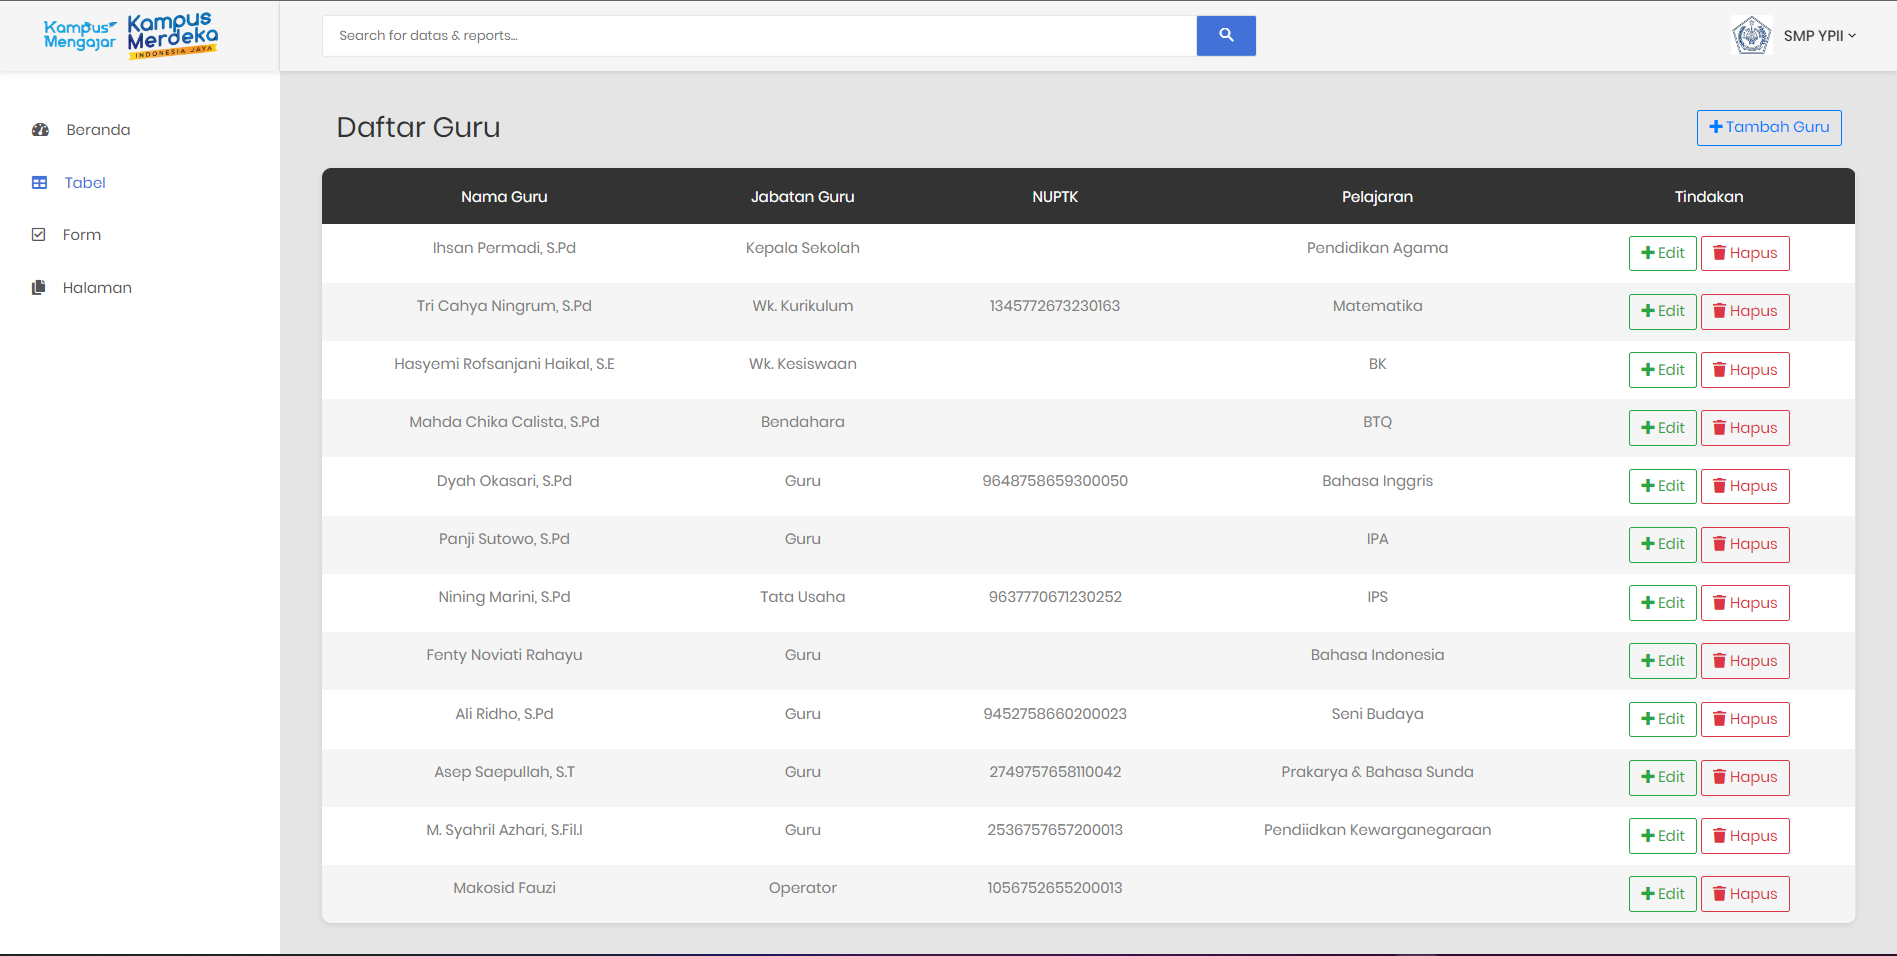 Kampus Mengajar
Kampus Merdeka
INDONESIA JAYA
Search for datas & reports...
SMP YPII
Beranda
Tabel
Form
Halaman
Daftar Guru
Tambah Guru
Nama Guru Jabatan Guru NUPTK Pelajaran Tindakan
Ihsan Permadi, S.Pd Kepala Sekolah Pendidikan Agama Edit Hapus
Tri Cahya Ningrum, S.Pd Wk. Kurikulum 1345772673230163 Matematika Edit Hapus
Hasyemi Rofsanjani Haikal, S.E Wk. Kesiswaan BK Edit Hapus
Mahda Chika Calista, S.Pd Bendahara BTQ Edit Hapus
Dyah Okasari, S.Pd Guru 9648758659300050 Bahasa Inggris Edit Hapus
Panji Sutowo, S.Pd Guru IPA Edit Hapus
Nining Marini, S.Pd Tata Usaha 9637770671230252 IPS Edit Hapus
Fenty Noviati Rahayu Guru Bahasa Indonesia Edit Hapus
Ali Ridho, S.Pd Guru 9452758660200023 Seni Budaya Edit Hapus
Asep Saepullah, S.T Guru 2749757658110042 Prakarya & Bahasa Sunda Edit Hapus
M. Syahril Azhari, S.Fil.I Guru 2536757657200013 Pendiidkan Kewarganegaraan Edit Hapus
Makosid Fauzi Operator 1056752655200013 Edit Hapus